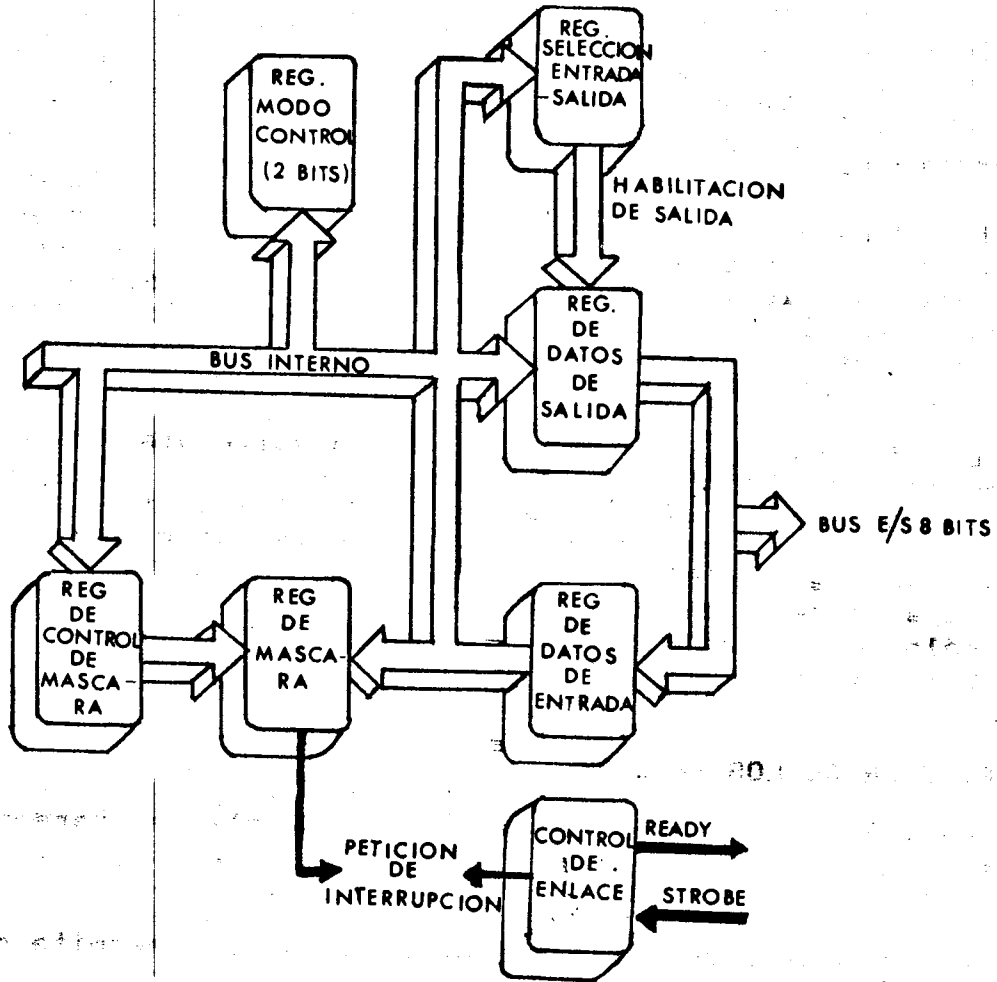 REG.
SELECCION
ENTRADA
-SALIDA
REG.
MODO
CONTROL
(2 BITS)
HABILITACION
DE SALIDA
REG.
DE
DATOS
DE
SALIDA
BUS INTERNO
BUS E/S 8 BITS
REG
DE
CONTROL
DE
MASCA-
RA
REG
DE
MASCA-
RA
REG
DE
DATOS
DE
ENTRADA
PETICION
DE
INTERRUPCION
CONTROL
DE
ENLACE
READY
STROBE